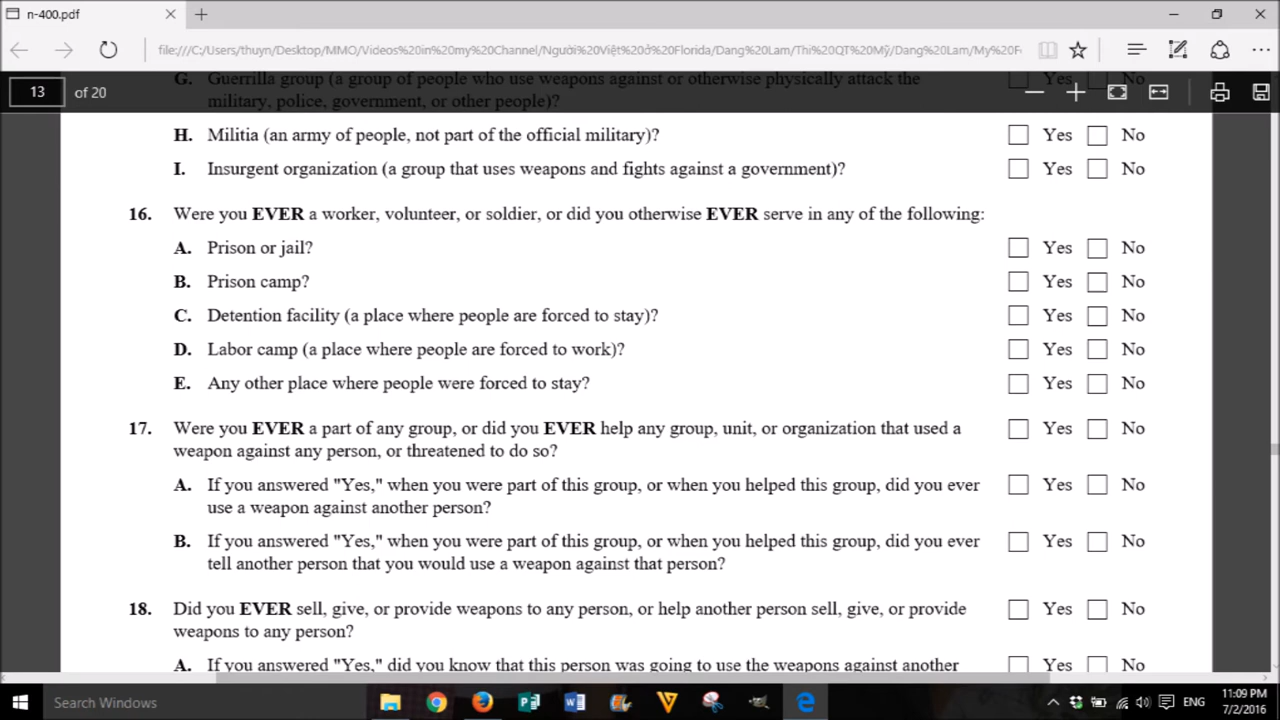 n-400.pdf
file:///C:/Users/thuyn/Desktop/MMO/Videos%20in%20my%20Channel/Người%20Việt%20ở%20Florida/Dang%20Lam/Thi%20QT%20Mỹ/Dang%20Lam/My%20F
13 of 20
G. Guerrilla group (a group of people who use weapons against or otherwise physically attack the Yes No
military, police, government, or other people)?
H. Militia (an army of people, not part of the official military)? Yes No
I. Insurgent organization (a group that uses weapons and fights against a government)? Yes No
16. Were you EVER a worker, volunteer, or soldier, or did you otherwise EVER serve in any of the following:
A. Prison or jail? Yes No
B. Prison camp? Yes No
C. Detention facility (a place where people are forced to stay)? Yes No
D. Labor camp (a place where people are forced to work)? Yes No
E. Any other place where people were forced to stay? Yes No
17. Were you EVER a part of any group, or did you EVER help any group, unit, or organization that used a Yes No
weapon against any person, or threatened to do so?
A. If you answered "Yes," when you were part of this group, or when you helped this group, did you ever Yes No
use a weapon against another person?
B. If you answered "Yes," when you were part of this group, or when you helped this group, did you ever Yes No
tell another person that you would use a weapon against that person?
18. Did you EVER sell, give, or provide weapons to any person, or help another person sell, give, or provide Yes No
weapons to any person?
A. If you answered "Yes," did you know that this person was going to use the weapons against another Yes No
Search Windows
ENG
11:09 PM
7/2/2016